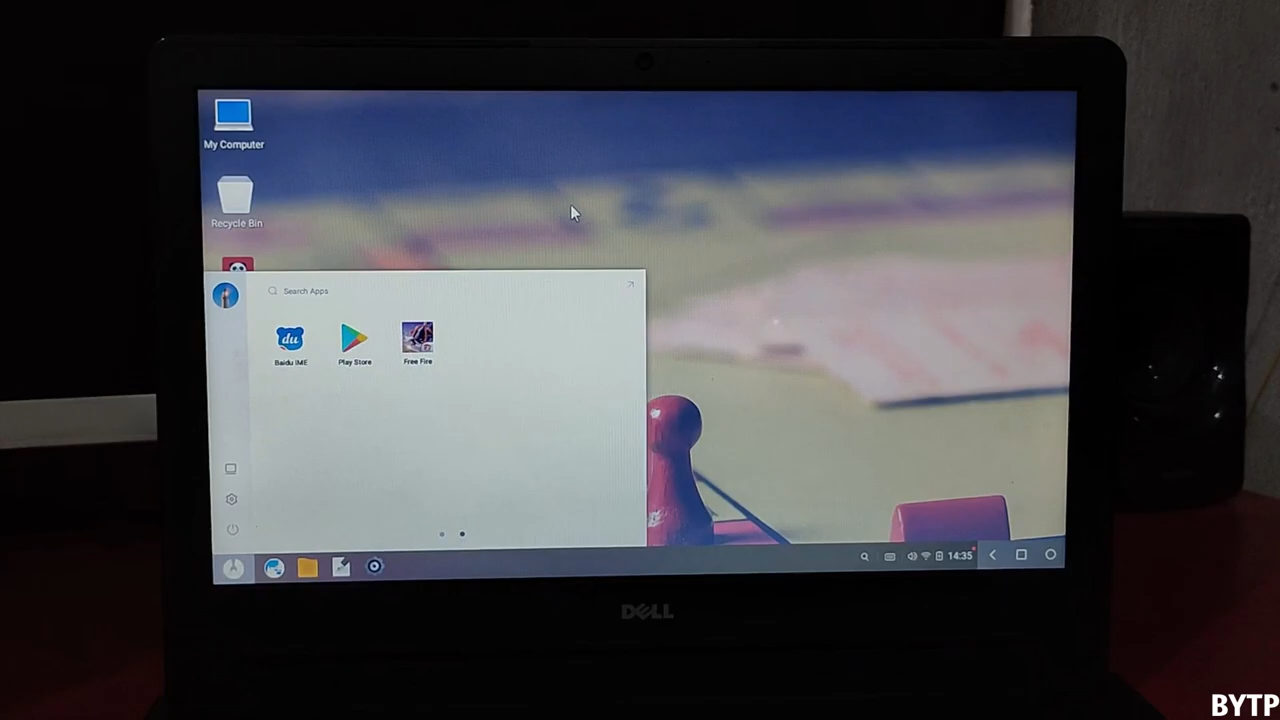 My Computer
Recycle Bin
Search Apps
du
Baidu IME
Play Store
Free Fire
14:35
DELL
BYTP